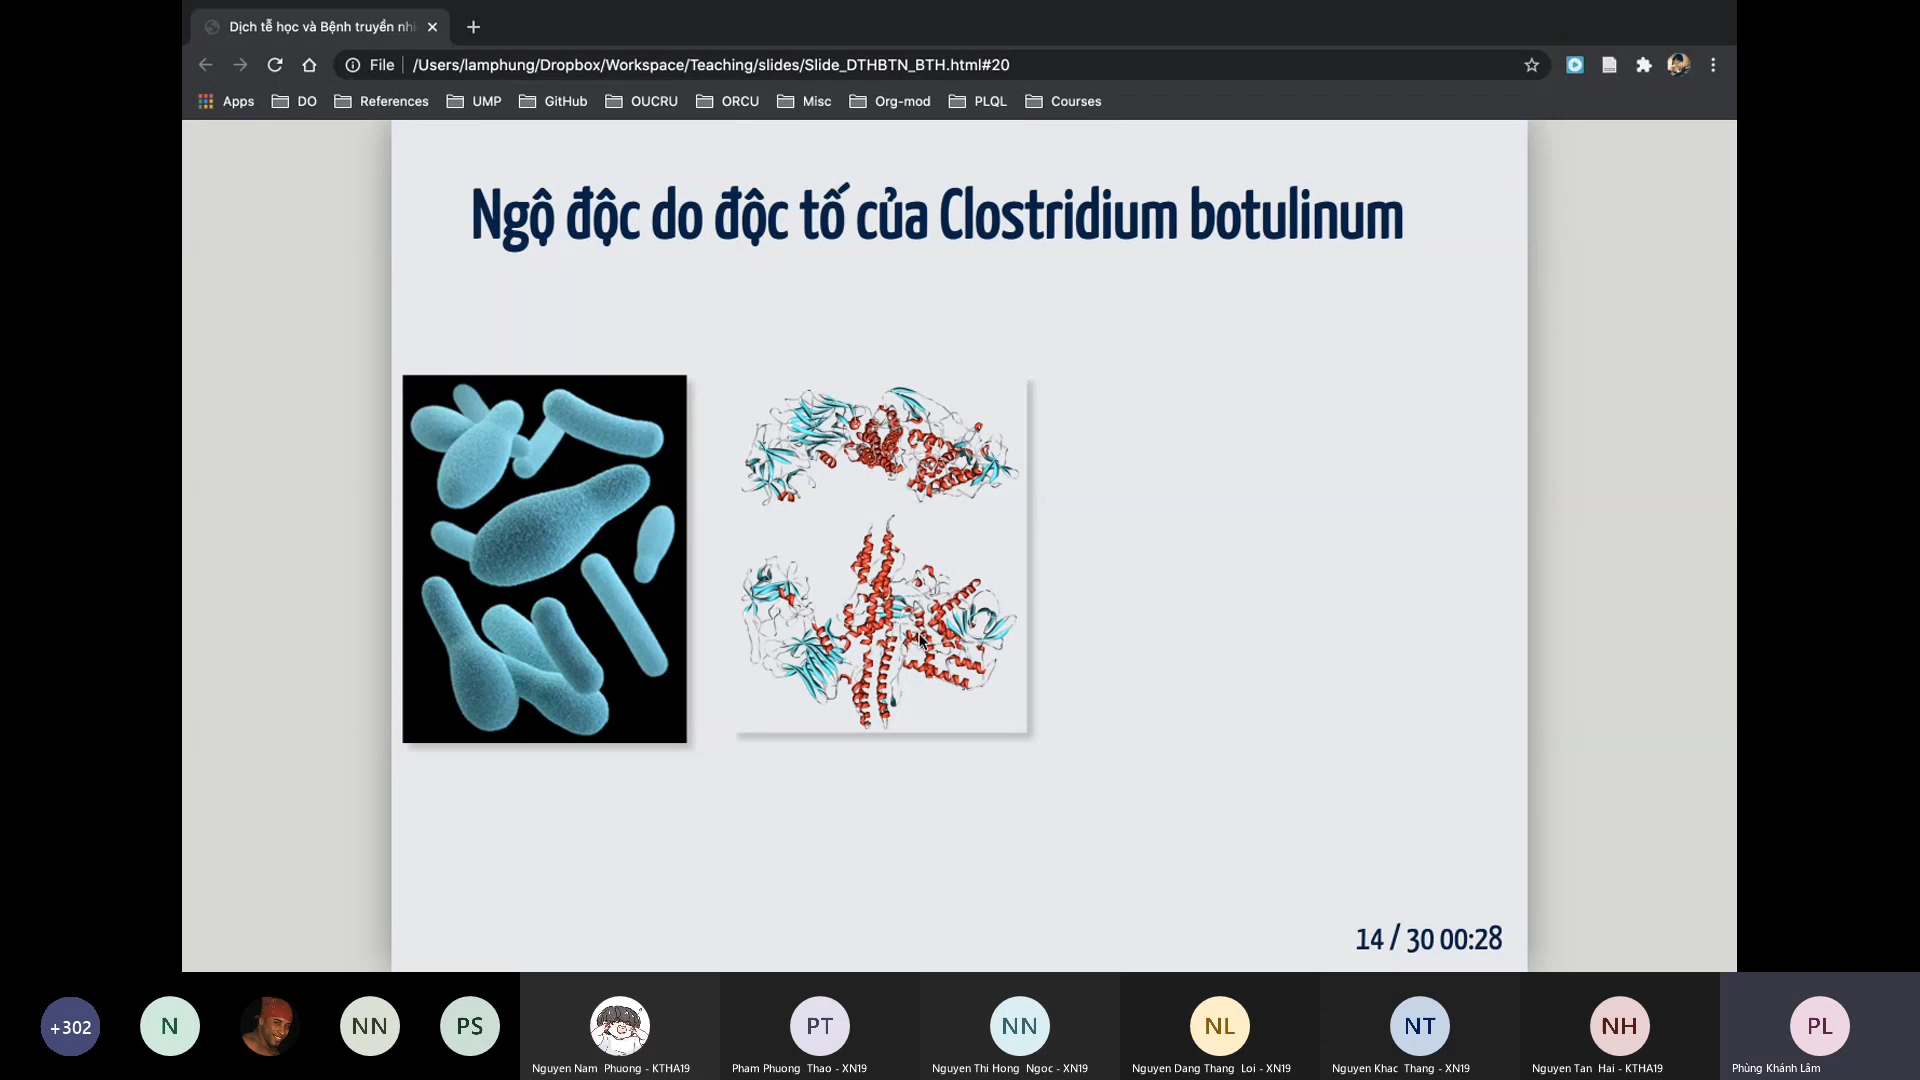 Dịch tễ học và Bệnh truyền nhi
File
/Users/lamphung/Dropbox/Workspace/Teaching/slides/Slide_DTHBTN_BTH.html#20
Apps DO References UMP GitHub OUCRU ORCU Misc Org-mod PLQL Courses
Ngộ độc do độc tố của Clostridium botulinum
14 / 30 00:28
+302 N NN PS PT NN NL NT NH PL
Nguyen Nam Phuong - KTHA19 Pham Phuong Thao - XN19 Nguyen Thi Hong Ngoc - XN19 Nguyen Dang Thang Loi - XN19 Nguyen Khac Thang - XN19 Nguyen Tan Hai - KTHA19 Phùng Khánh Lâm